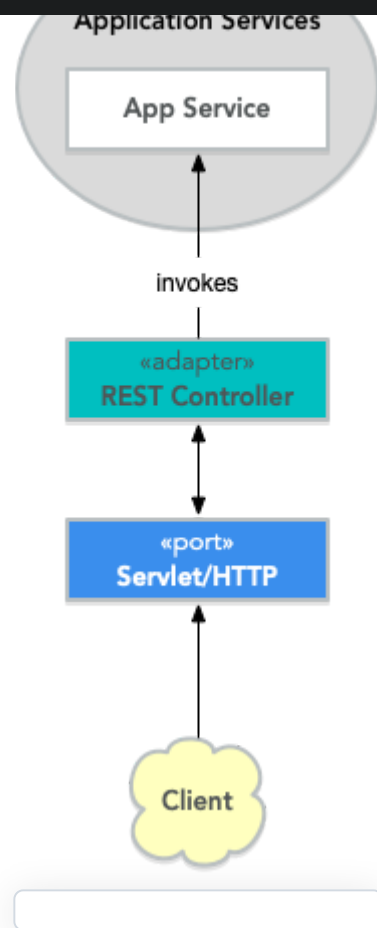 Application Services
App Service
invokes
«adapter»
REST Controller
«port»
Servlet/HTTP
Client